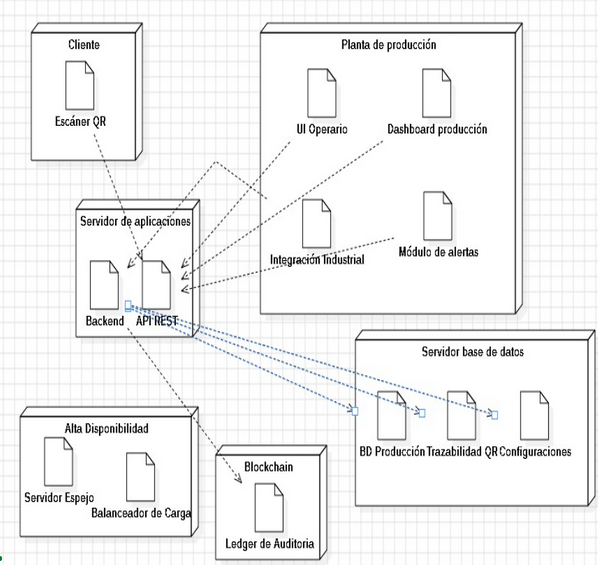 Cliente
Escáner QR
Planta de producción
UI Operario
Dashboard producción
Integración Industrial
Módulo de alertas
Servidor de aplicaciones
Backend
API REST
Servidor base de datos
BD Producción
Trazabilidad QR
Configuraciones
Alta Disponibilidad
Servidor Espejo
Balanceador de Carga
Blockchain
Ledger de Auditoria